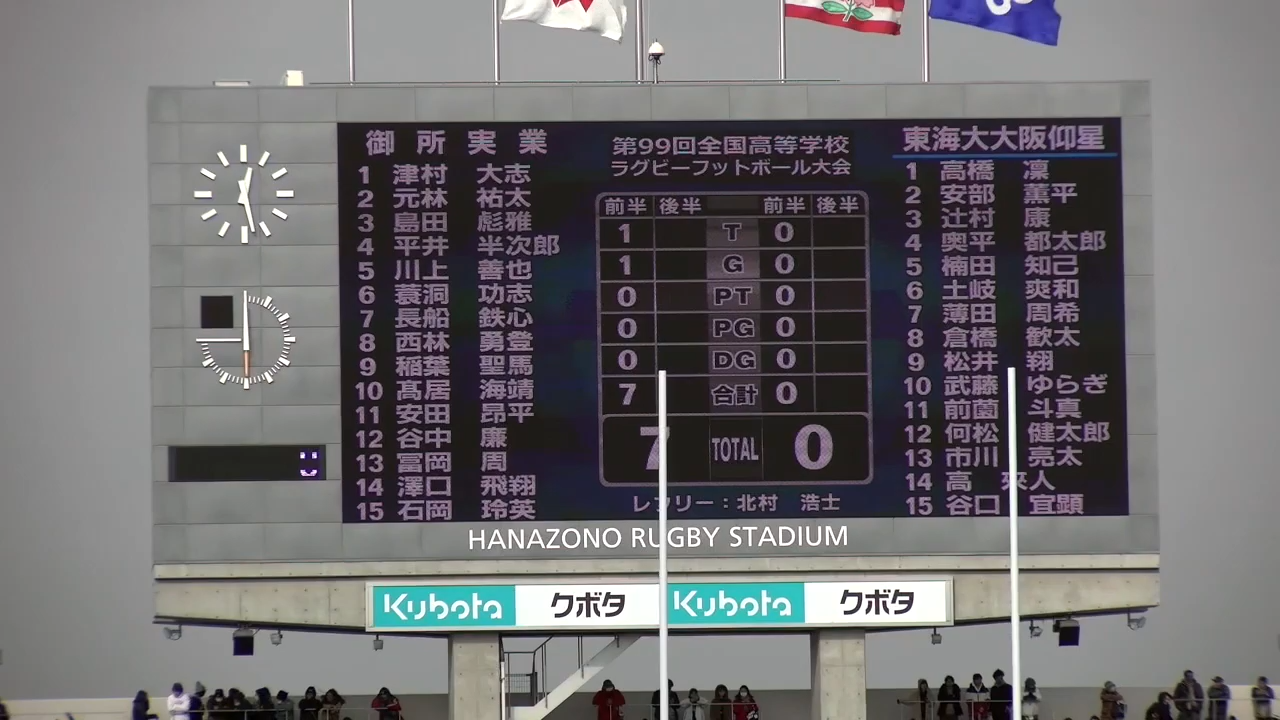 御所実業
1 津村 大志
2 元林 祐太
3 島田 彪雅
4 平井 半次郎
5 川上 善也
6 蓑洞 功志
7 長船 鉄心
8 西林 勇登
9 稲葉 聖馬
10 髙居 海靖
11 安田 昂平
12 谷中 廉
13 冨岡 周
14 澤口 飛翔
15 石岡 玲英
第99回全国高等学校
ラグビーフットボール大会
前半 後半 前半 後半
1 T 0
1 G 0
0 PT 0
0 PG 0
0 DG 0
7 合計 0
7 TOTAL 0
レフリー:北村 浩士
東海大大阪仰星
1 高橋 凜
2 安部 薫平
3 辻村 康
4 奥平 都太郎
5 楠田 知己
6 土岐 爽和
7 薄田 周希
8 倉橋 歓太
9 松井 翔
10 武藤 ゆらぎ
11 前薗 斗真
12 何松 健太郎
13 市川 亮太
14 高 來人
15 谷口 宜顕
HANAZONO RUGBY STADIUM
Kubota クボタ Kubota クボタ